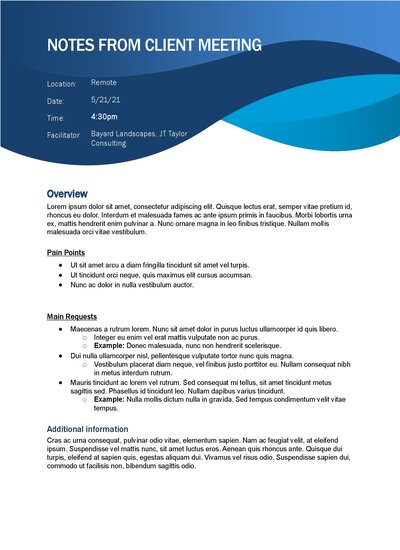 NOTES FROM CLIENT MEETING
Location: Remote
Date: 5/21/21
Time: 4:30pm
Facilitator: Bayard Landscapes, JT Taylor
Consulting
Overview
Lorem ipsum dolor sit amet, consectetur adipiscing elit. Quisque lectus erat, semper vitae pretium id,
rhoncus eu dolor. Interdum et malesuada fames ac ante ipsum primis in faucibus. Morbi lobortis urna
ex, mattis hendrerit enim pulvinar a. Nunc ornare magna in leo finibus tristique. Nullam mollis
malesuada orci vitae vestibulum.
Pain Points
• Ut sit amet arcu a diam fringilla tincidunt sit amet vel turpis.
• Ut tincidunt orci neque, quis maximus elit cursus accumsan.
• Nunc ac dolor in nulla vestibulum auctor.
Main Requests
• Maecenas a rutrum lorem. Nunc sit amet dolor in purus luctus ullamcorper id quis libero.
○ Integer eu enim vel erat mattis vulputate non ac purus.
○ Example: Donec malesuada, nunc non hendrerit scelerisque.
• Dui nulla ullamcorper nisl, pellentesque vulputate tortor nunc quis magna.
○ Vestibulum placerat diam neque, vel finibus justo porttitor eu. Nullam consequat nibh
in metus interdum rutrum.
• Mauris tincidunt ac lorem vel rutrum. Sed consequat mi tellus, sit amet tincidunt metus
sagittis sed. Phasellus id tincidunt leo. Nullam dapibus varius tincidunt.
○ Example: Nulla mollis dictum nulla in gravida. Sed tempus condimentum velit vitae
tempus.
Additional information
Cras ac urna consequat, pulvinar odio vitae, elementum sapien. Nam ac feugiat velit, at eleifend
ipsum. Suspendisse vel mattis nunc, sit amet luctus eros. Aenean quis rhoncus ante. Quisque dui
turpis, eleifend at sapien quis, egestas aliquam dui. Vivamus vel risus odio. Suspendisse sapien dui,
commodo ut facilisis non, bibendum sagittis odio.